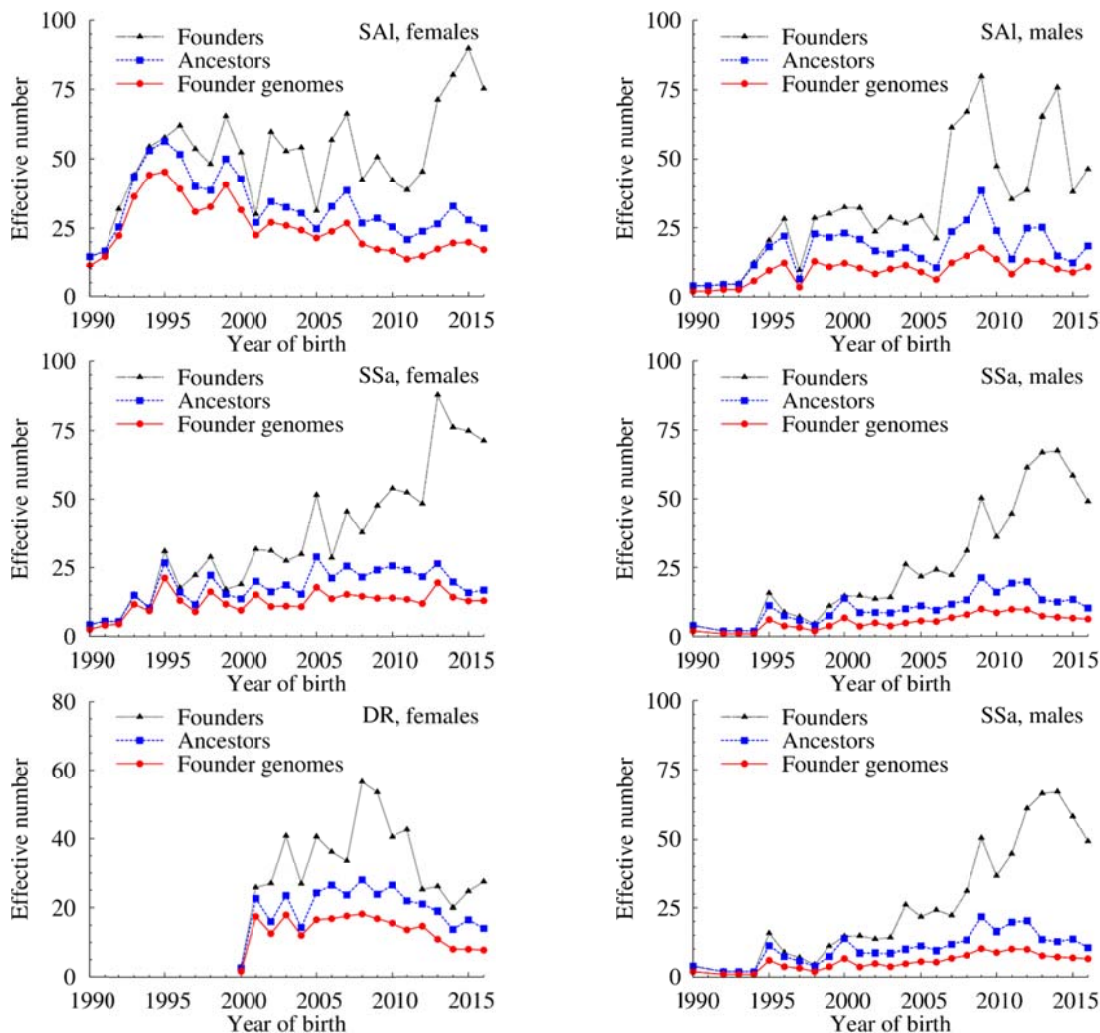 SAl, females
Founders
Ancestors
Founder genomes
Effective number
100
75
50
25
0
1990 1995 2000 2005 2010 2015
Year of birth
SAl, males
Founders
Ancestors
Founder genomes
Effective number
100
75
50
25
0
1990 1995 2000 2005 2010 2015
Year of birth
SSa, females
Founders
Ancestors
Founder genomes
Effective number
100
75
50
25
0
1990 1995 2000 2005 2010 2015
Year of birth
SSa, males
Founders
Ancestors
Founder genomes
Effective number
100
75
50
25
0
1990 1995 2000 2005 2010 2015
Year of birth
DR, females
Founders
Ancestors
Founder genomes
Effective number
80
60
40
20
0
1990 1995 2000 2005 2010 2015
Year of birth
SSa, males
Founders
Ancestors
Founder genomes
Effective number
100
75
50
25
0
1990 1995 2000 2005 2010 2015
Year of birth